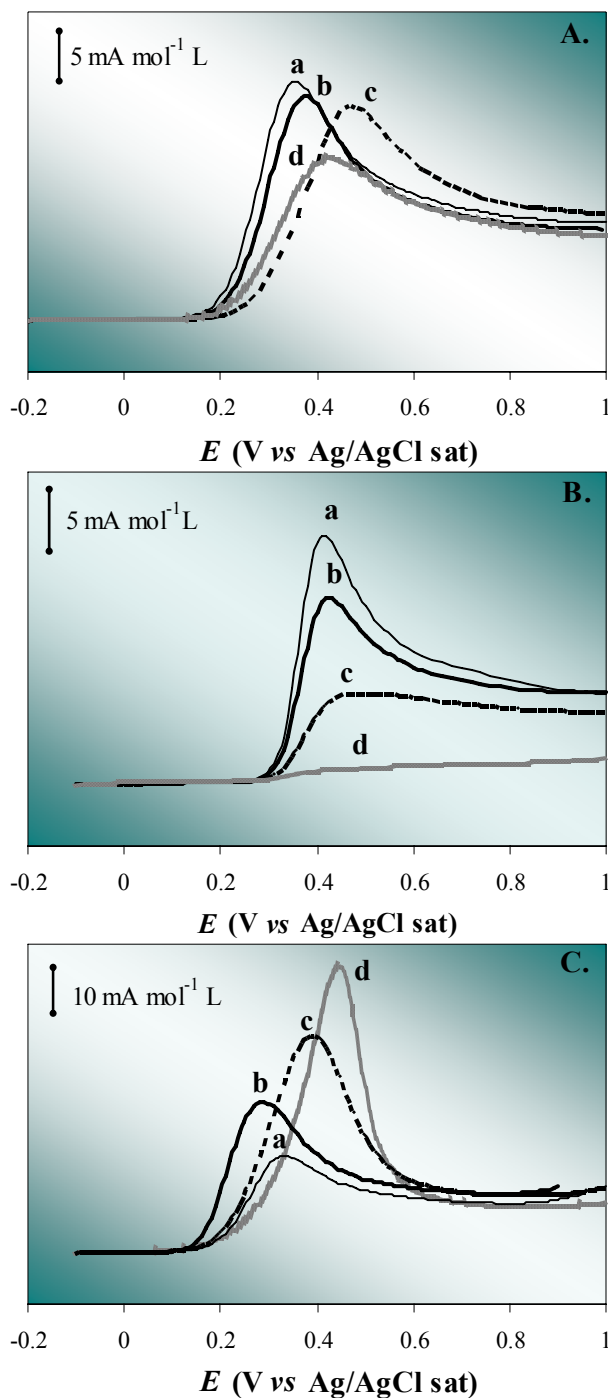 A.
5 mA mol⁻¹ L
a
b
c
d
-0.2 0 0.2 0.4 0.6 0.8 1
E (V vs Ag/AgCl sat)
B.
5 mA mol⁻¹L
a
b
c
d
-0.2 0 0.2 0.4 0.6 0.8 1
E (V vs Ag/AgCl sat)
C.
10 mA mol⁻¹ L
d
c
b
a
-0.2 0 0.2 0.4 0.6 0.8 1
E (V vs Ag/AgCl sat)